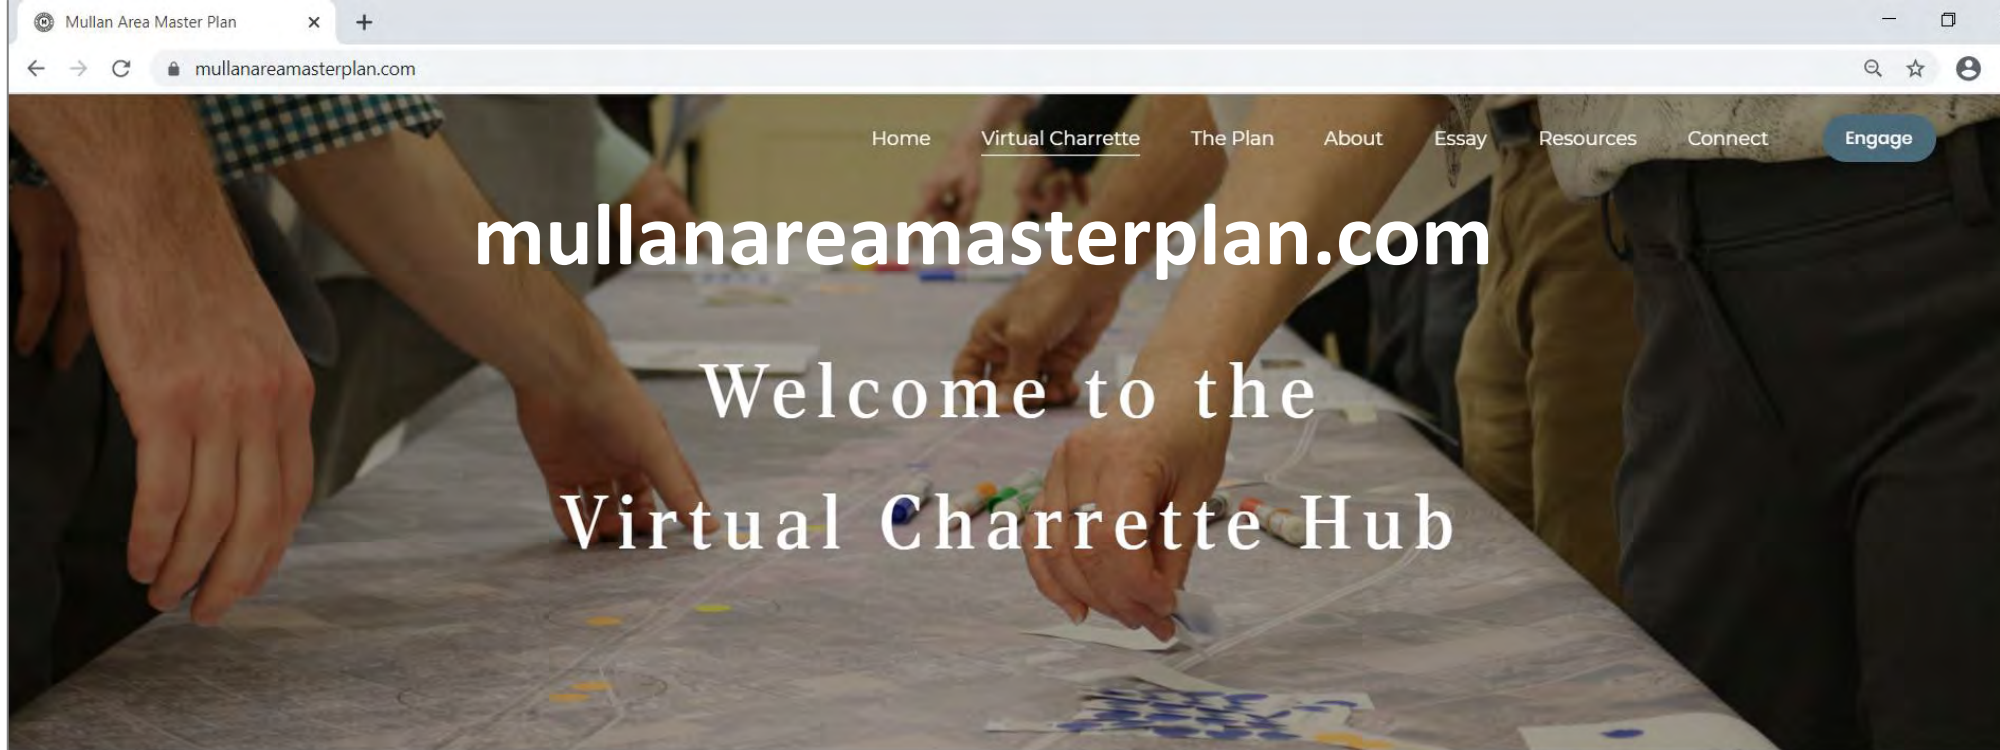 Mullan Area Master Plan
mullanareamasterplan.com
Home Virtual Charrette The Plan About Essay Resources Connect Engage
mullanareamasterplan.com
Welcome to the
Virtual Charrette Hub